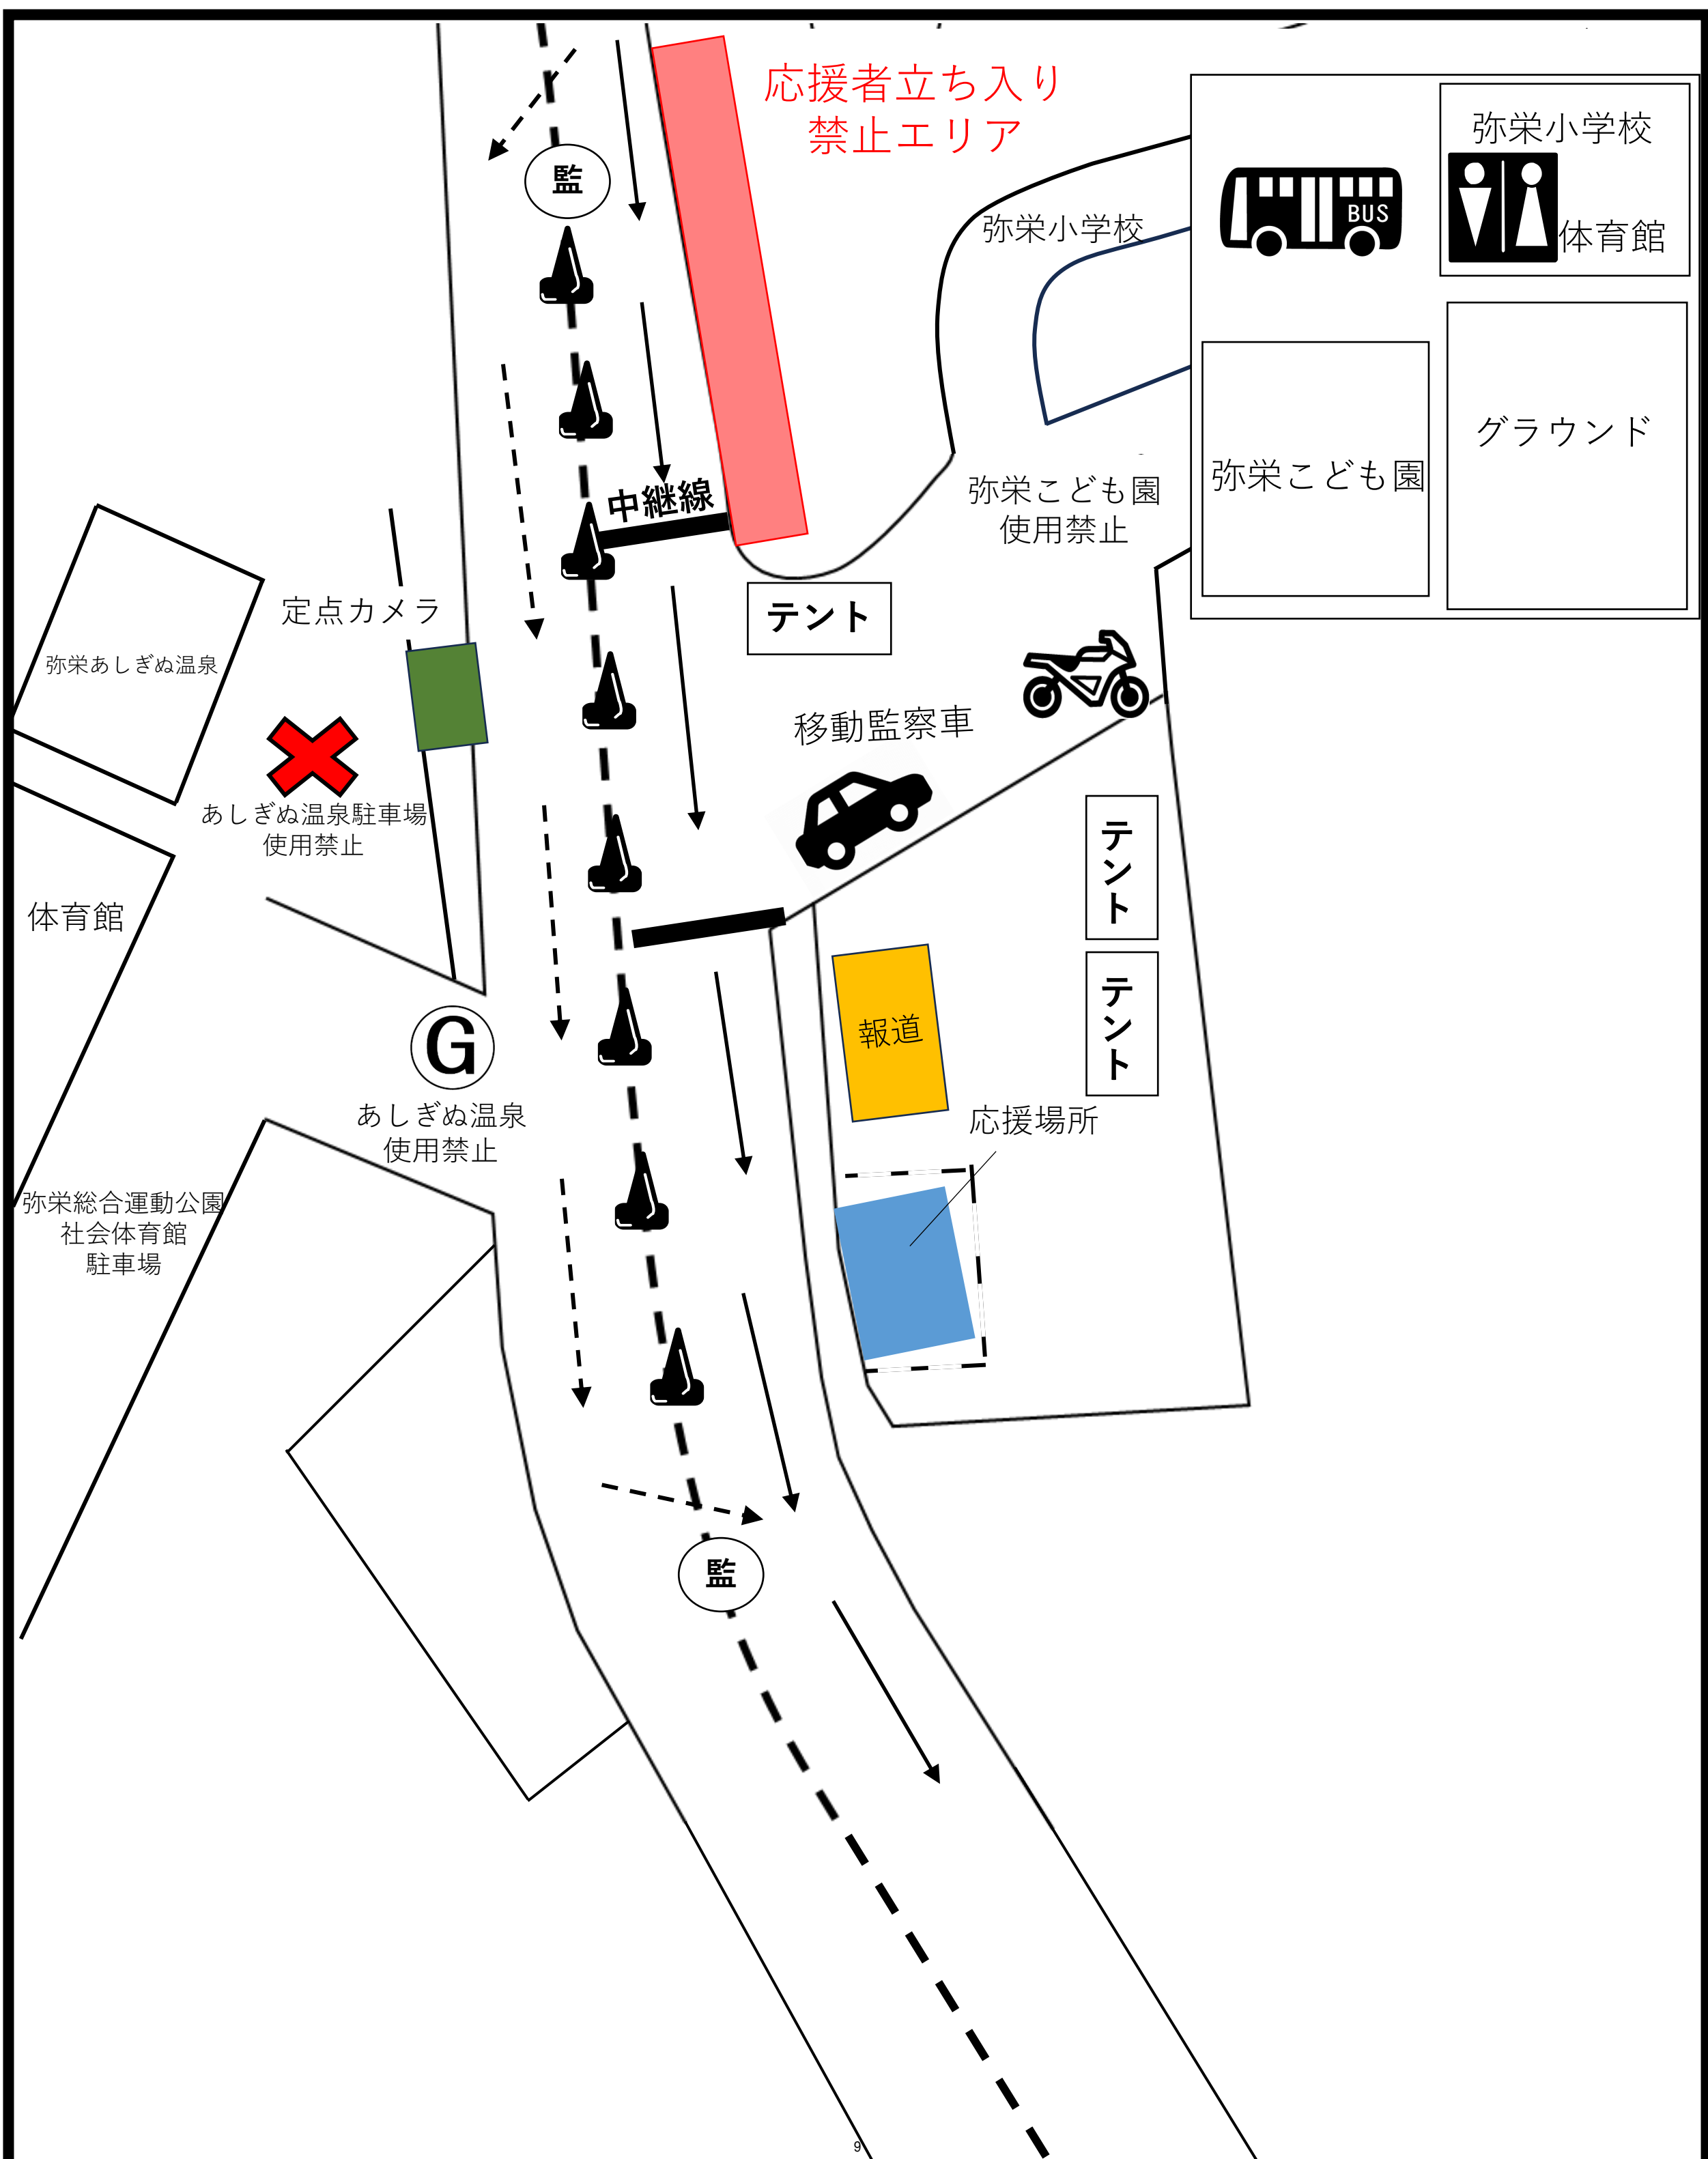 応援者立ち入り
禁止エリア
弥栄小学校
BUS
体育館
監
弥栄小学校
グラウンド
弥栄こども園
弥栄こども園
使用禁止
中継線
定点カメラ
テント
弥栄あしぎぬ温泉
移動監察車
あしぎぬ温泉駐車場
使用禁止
テント
体育館
テント
報道
G
あしぎぬ温泉
使用禁止
応援場所
弥栄総合運動公園
社会体育館
駐車場
監
9